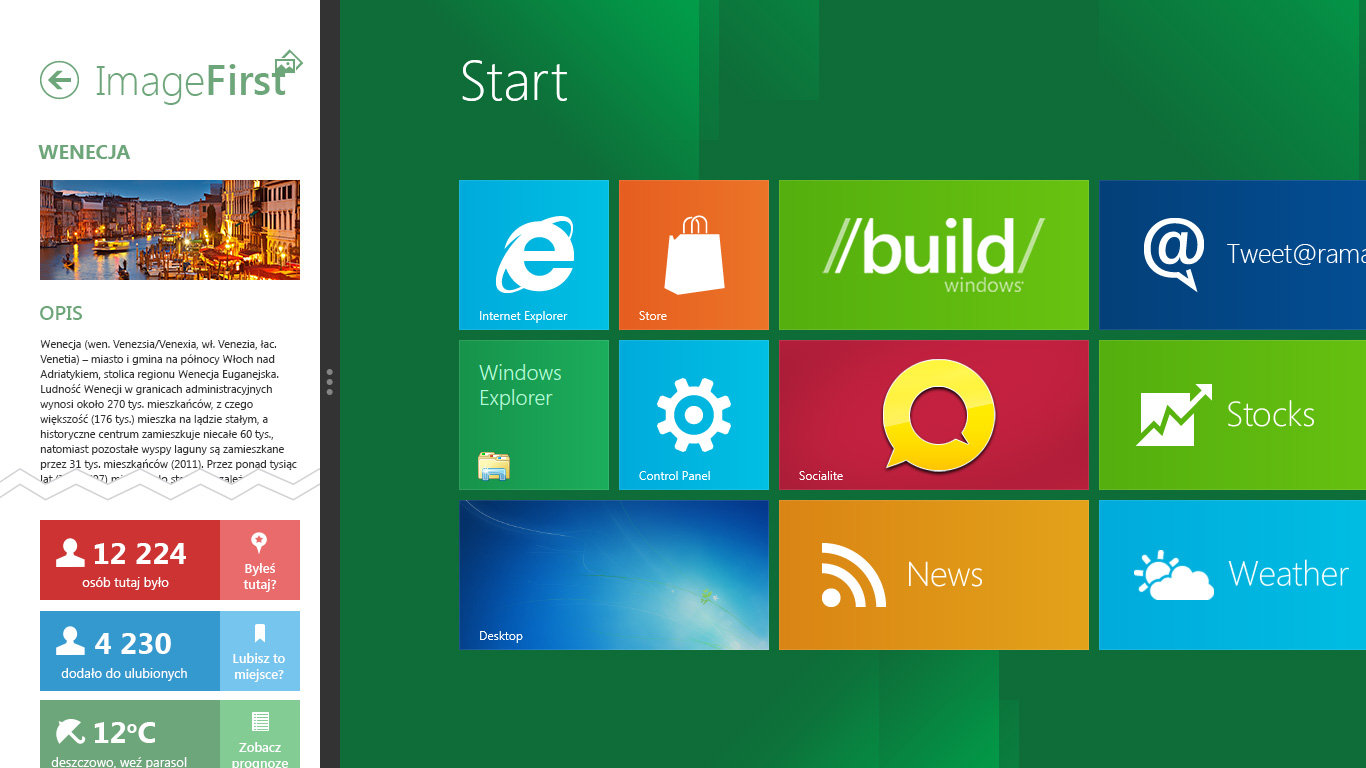 ImageFirst
WENECJA
OPIS
Wenecja (wen. Venezsia/Venexia, wł. Venezia, łac.
Venetia) – miasto i gmina na północy Włoch nad
Adriatykiem, stolica regionu Wenecja Euganejska.
Ludność Wenecji w granicach administracyjnych
wynosi około 270 tys. mieszkańców, z czego
większość (176 tys.) mieszka na lądzie stałym, a
historyczne centrum zamieszkuje niecałe 60 tys.,
natomiast pozostałe wyspy laguny są zamieszkane
przez 31 tys. mieszkańców (2011). Przez ponad tysiąc
12 224
osób tutaj było
Byłeś
tutaj?
4 230
dodało do ulubionych
Lubisz to
miejsce?
12°C
deszczowo, weź parasol
Zobacz
prognozę
Start
Internet Explorer
Store
//build/
windows
Tweet@rama
Windows
Explorer
Control Panel
Socialite
Stocks
Desktop
News
Weather